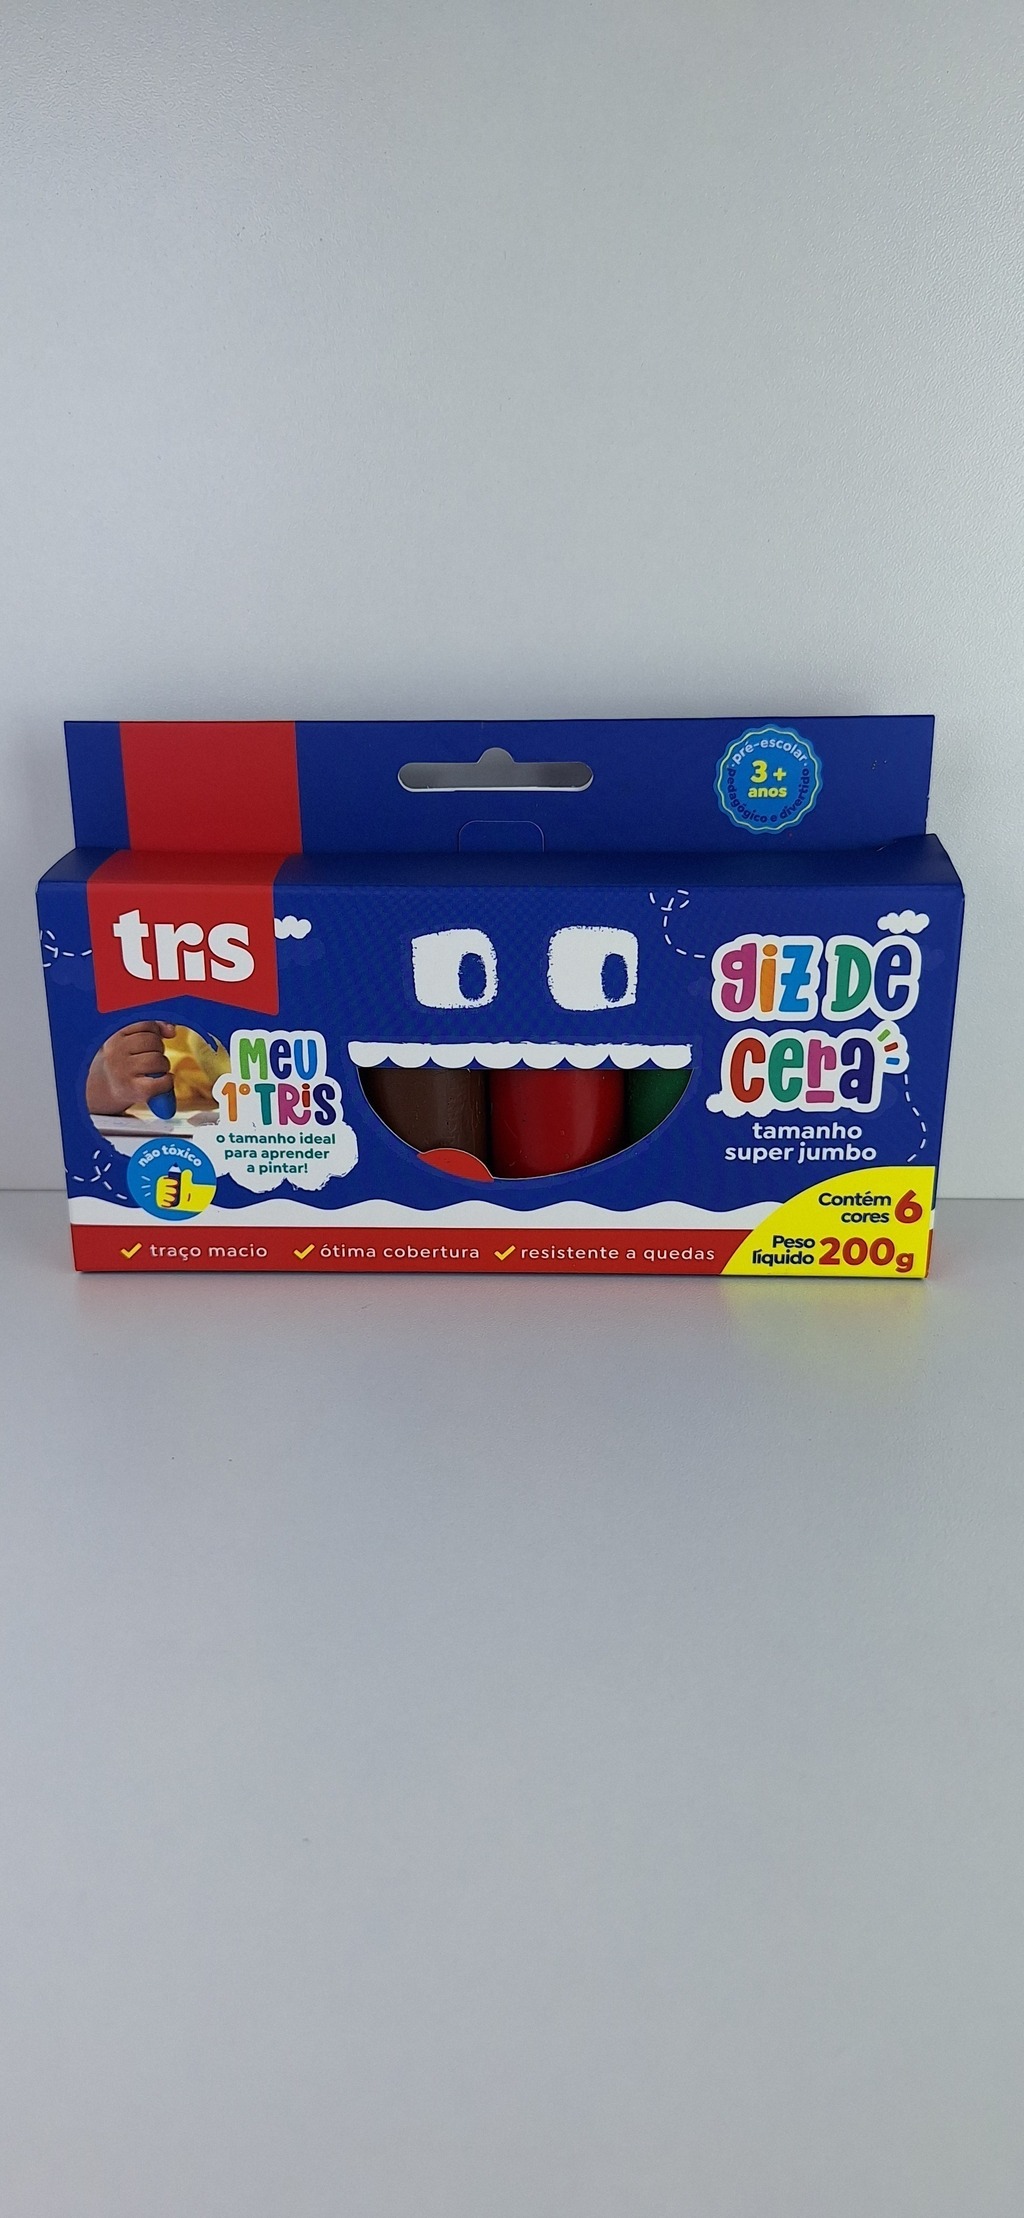 pré-escolar
3+
anos
pedagógico e divertido
tris
giz de
cera
tamanho
super jumbo
meu
1º tris
o tamanho ideal
para aprender
a pintar!
não tóxico
Contém 6
cores
Peso
líquido 200g
traço macio
ótima cobertura
resistente a quedas